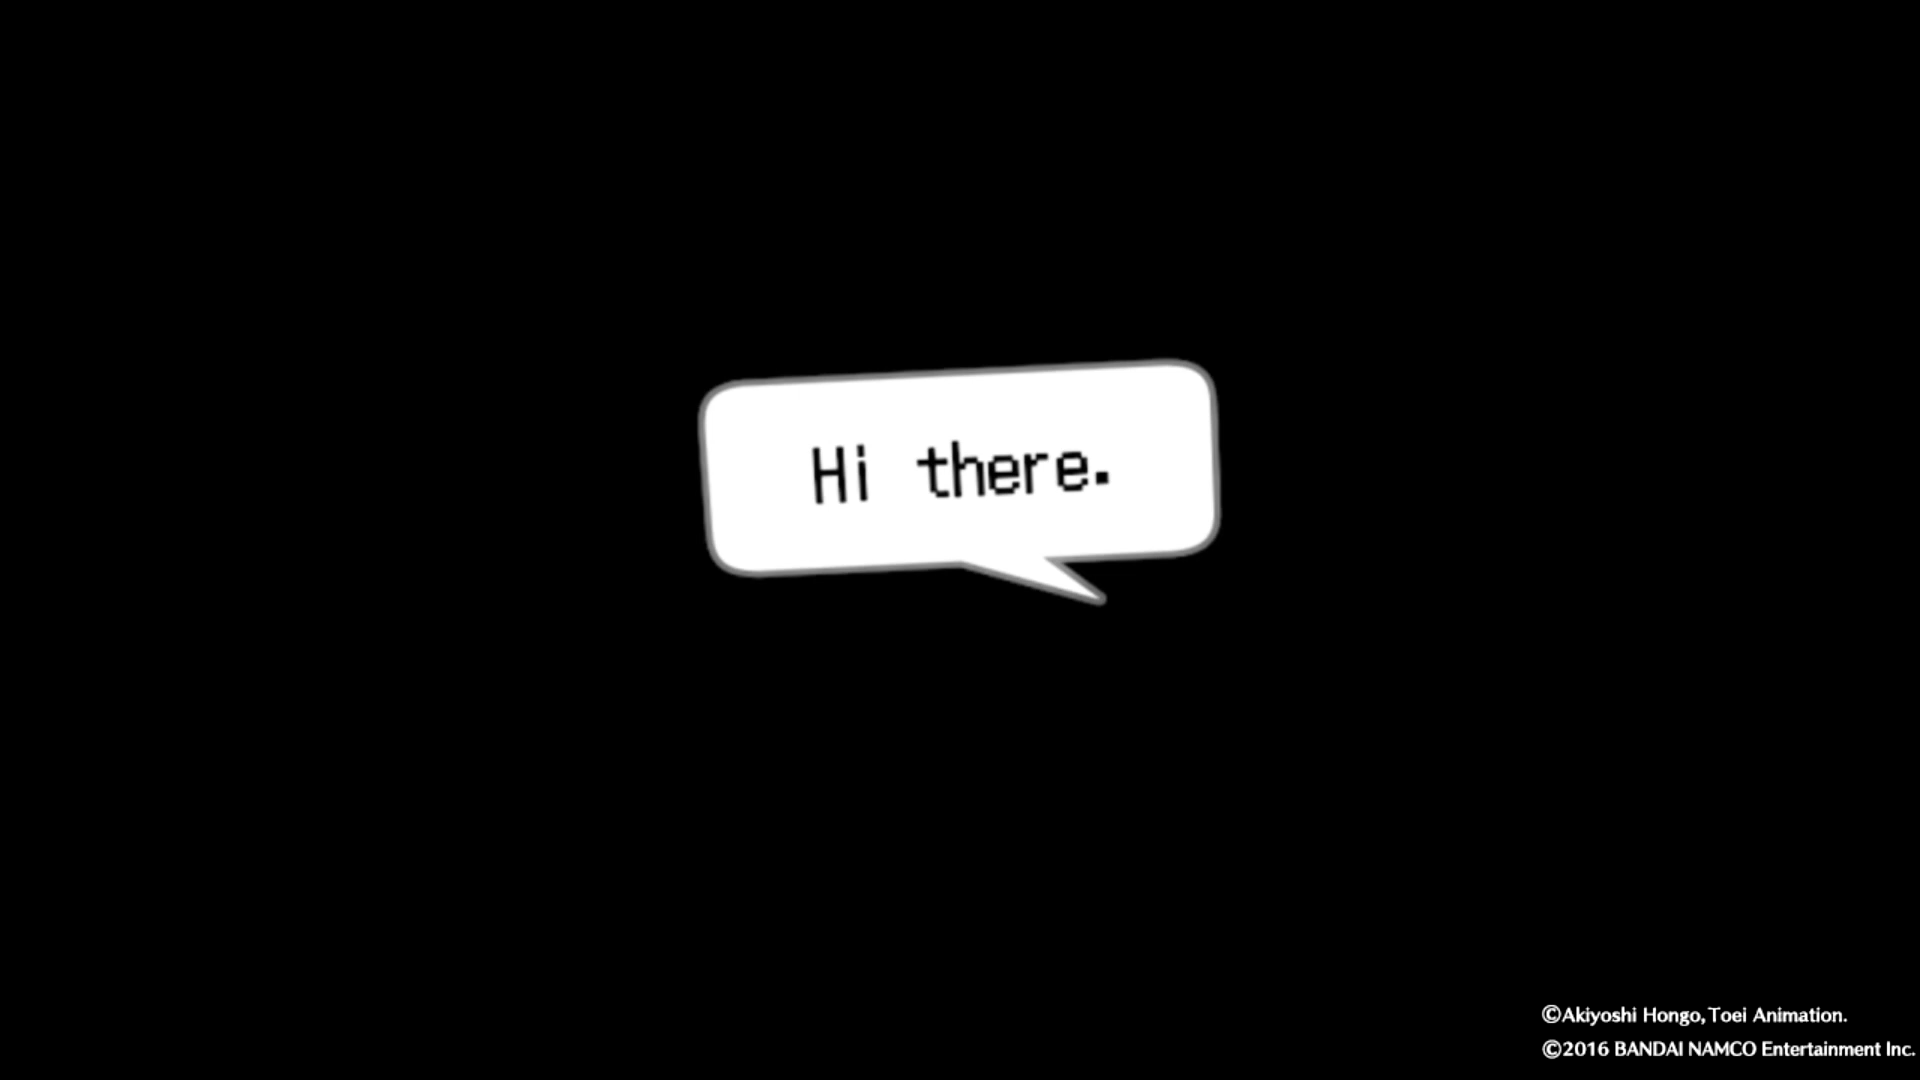 Hi there.
©Akiyoshi Hongo, Toei Animation.
©2016 BANDAI NAMCO Entertainment Inc.